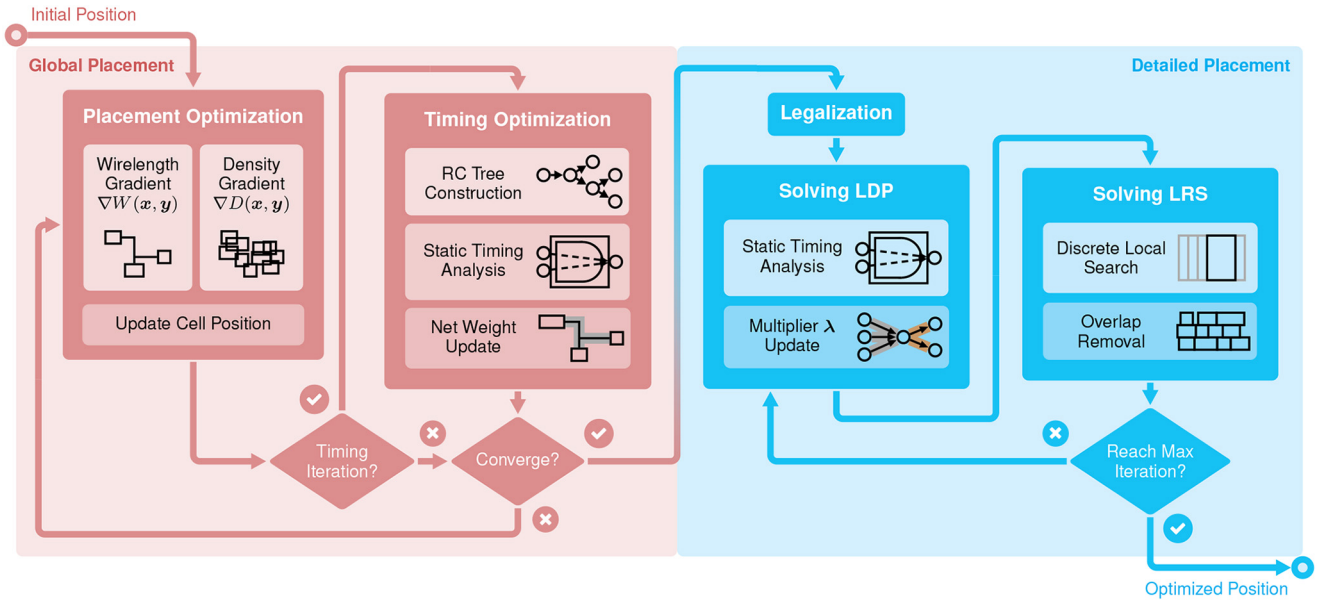 Initial Position
Global Placement
Placement Optimization
Wirelength
Gradient
∇W(x, y)
Density
Gradient
∇D(x, y)
Update Cell Position
Timing
Iteration?
Timing Optimization
RC Tree
Construction
Static Timing
Analysis
Net Weight
Update
Converge?
Detailed Placement
Legalization
Solving LDP
Static Timing
Analysis
Multiplier λ
Update
Solving LRS
Discrete Local
Search
Overlap
Removal
Reach Max
Iteration?
Optimized Position